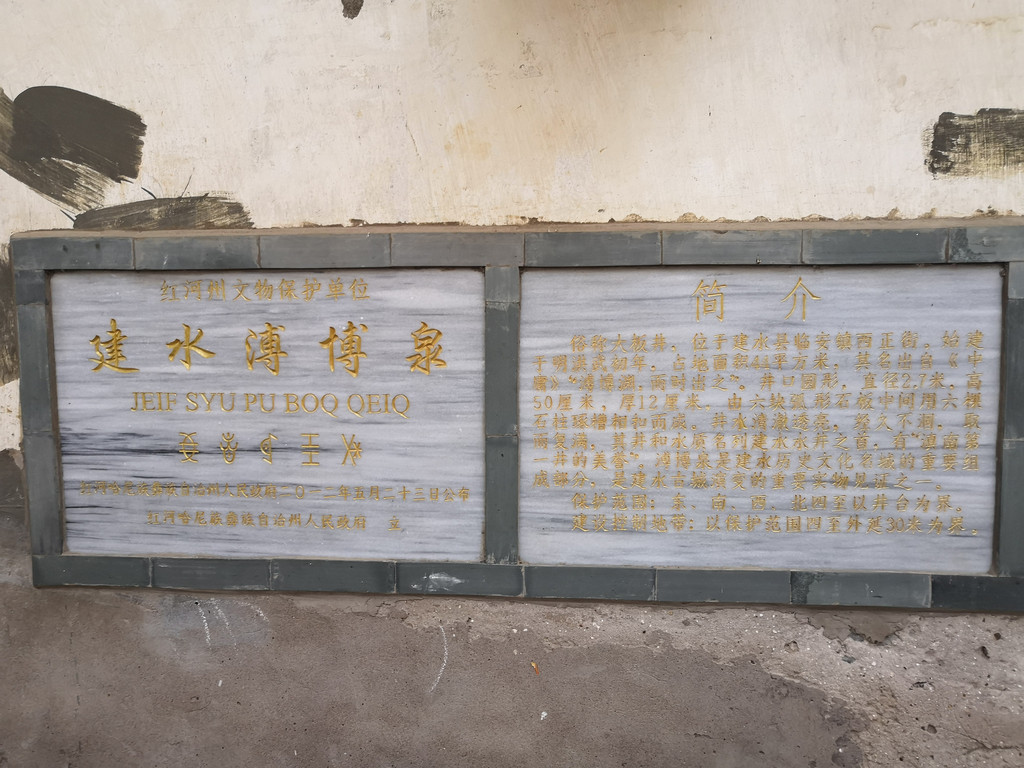 红河州文物保护单位
建水溥博泉
JEIF SYU PU BOQ QEIQ
红河哈尼族彝族自治州人民政府二〇一二年五月二十三日公布
红河哈尼族彝族自治州人民政府 立
简 介
俗称大板井，位于建水县临安镇西正街。始建
于明洪武初年，占地面积44平方米，其名出自《中
庸》“溥博渊，而时出之”。井口圆形，直径2.7米，高
50厘米，厚12厘米，由六块弧形石板中间用六棵
石柱琢槽相扣而成。井水清澈透亮，经久不涸，
而复满，其井和水质名列建水水井之首，有“滇南第
一井的美誉”。溥博泉是建水历史文化名城的重要组
成部分，是建水古城演变的重要实物见证之一。
保护范围：东、南、西、北四至以井台为界。
建设控制地带：以保护范围四至外延30米为界。